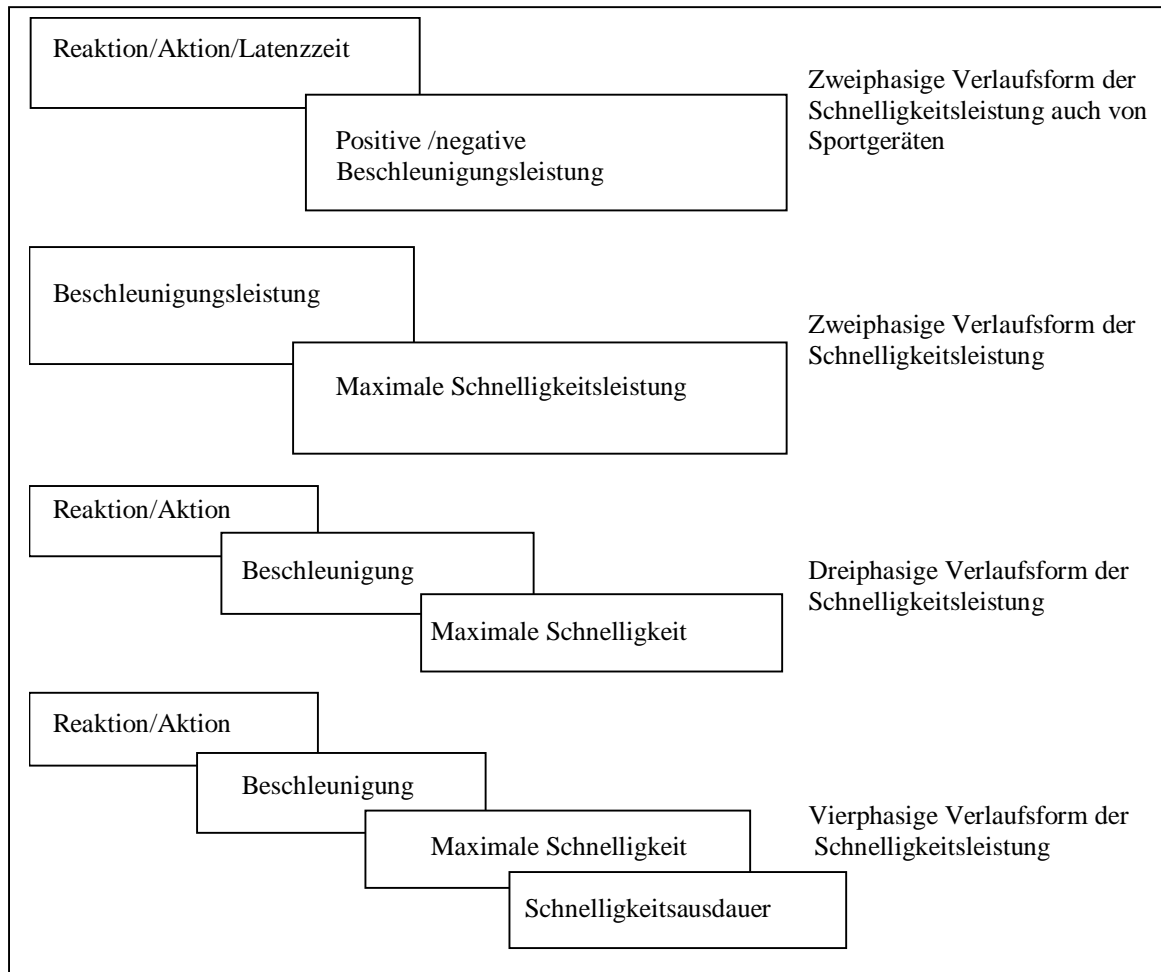 Reaktion/Aktion/Latenzzeit
Positive /negative
Beschleunigungsleistung
Zweiphasige Verlaufsform der
Schnelligkeitsleistung auch von
Sportgeräten
Beschleunigungsleistung
Maximale Schnelligkeitsleistung
Zweiphasige Verlaufsform der
Schnelligkeitsleistung
Reaktion/Aktion
Beschleunigung
Maximale Schnelligkeit
Dreiphasige Verlaufsform der
Schnelligkeitsleistung
Reaktion/Aktion
Beschleunigung
Maximale Schnelligkeit
Schnelligkeitsausdauer
Vierphasige Verlaufsform der
Schnelligkeitsleistung